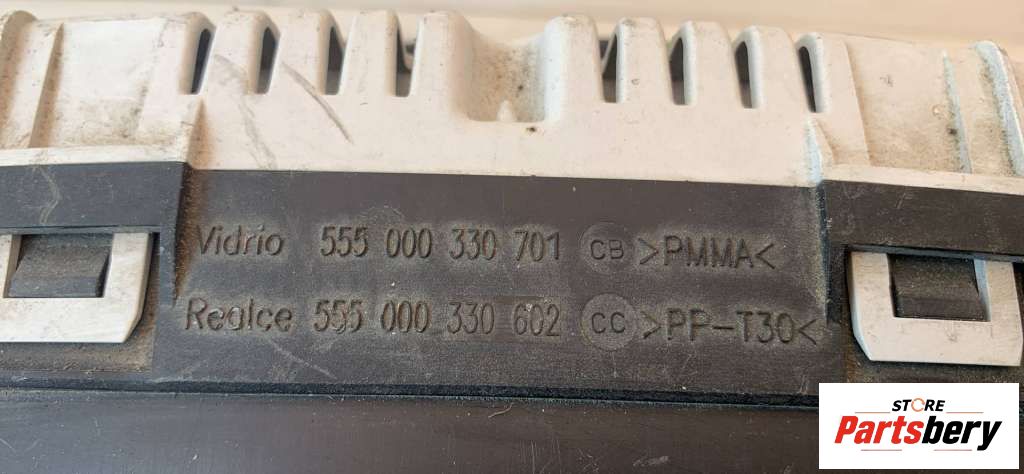 Vidrio 555 000 330 701 CB >PMMA<
Realce 555 000 330 602 CC >PP-T30<
STORE
Partsbery